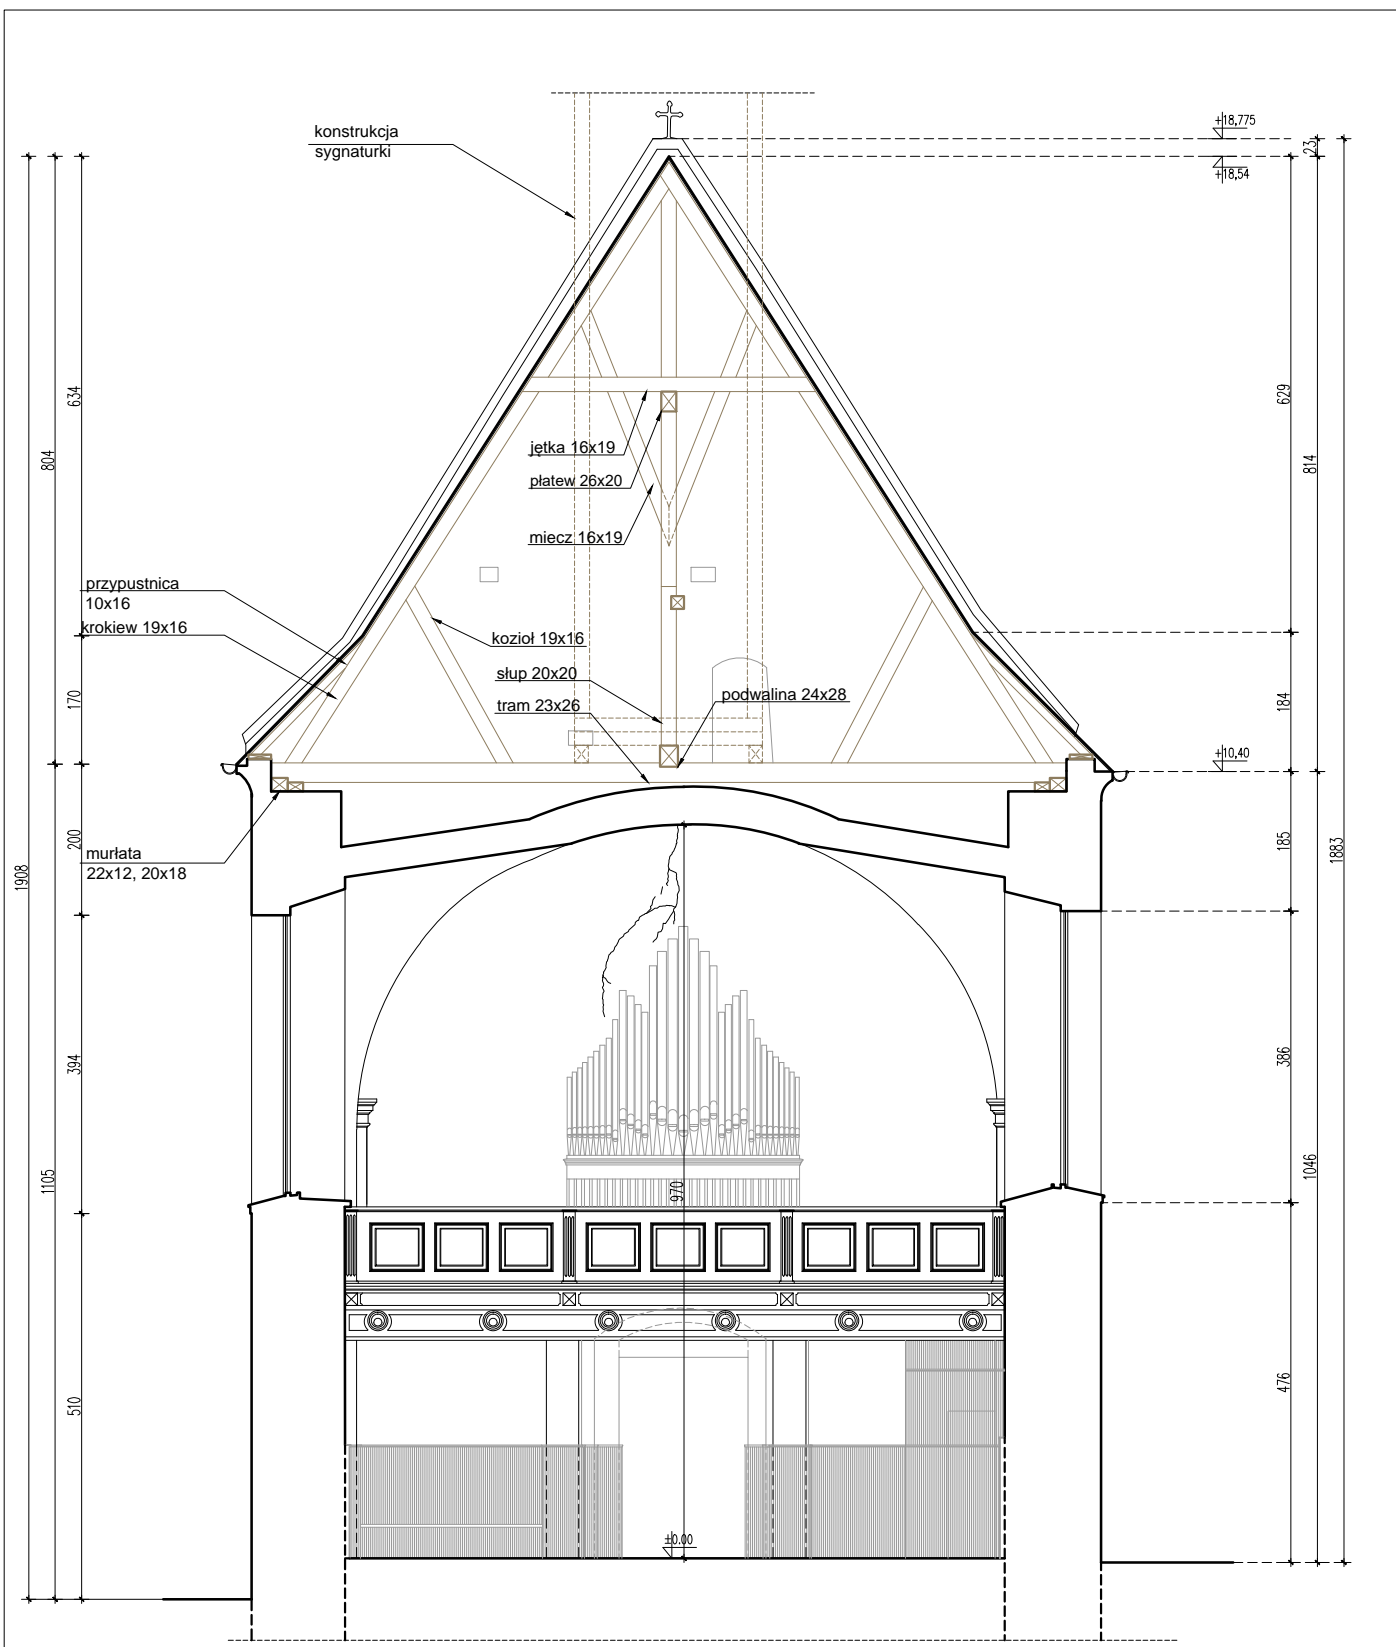 +18,775
konstrukcja
sygnaturki
23
+18,54
634
629
804
814
jętka 16x19
płatew 26x20
miecz 16x19
przypustnica
10x16
krokiew 19x16
kozioł 19x16
słup 20x20
tram 23x26
podwalina 24x28
170
184
+10,40
200
185
murłata
22x12, 20x18
1908
1883
394
386
1105
1046
970
510
476
±0.00